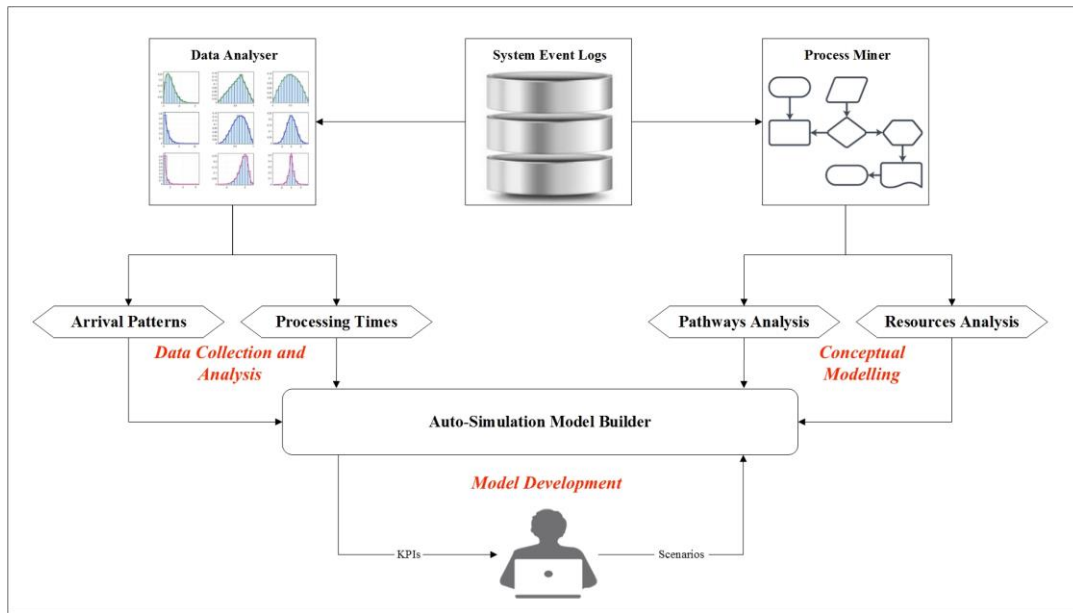 Data Analyser
System Event Logs
Process Miner
Arrival Patterns
Processing Times
Pathways Analysis
Resources Analysis
Data Collection and
Analysis
Conceptual
Modelling
Auto-Simulation Model Builder
Model Development
KPIs
Scenarios